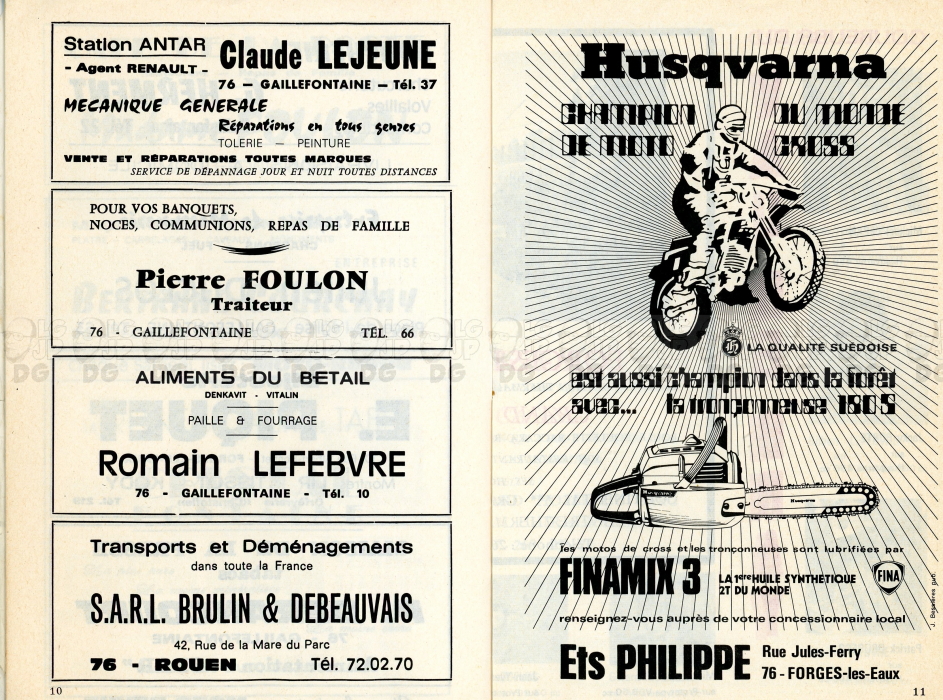 Station ANTAR
- Agent RENAULT -
Claude LEJEUNE
76 - GAILLEFONTAINE - Tél. 37
MECANIQUE GENERALE
Réparations en tous genres
TOLERIE - PEINTURE
VENTE ET RÉPARATIONS TOUTES MARQUES
SERVICE DE DÉPANNAGE JOUR ET NUIT TOUTES DISTANCES
POUR VOS BANQUETS,
NOCES, COMMUNIONS, REPAS DE FAMILLE
Pierre FOULON
Traiteur
76 - GAILLEFONTAINE TÉL. 66
ALIMENTS DU BETAIL
DENKAVIT - VITALIN
PAILLE & FOURRAGE
Romain LEFEBVRE
76 - GAILLEFONTAINE - Tél. 10
Transports et Déménagements
dans toute la France
S.A.R.L. BRULIN & DEBEAUVAIS
42, Rue de la Mare du Parc
76 - ROUEN Tél. 72.02.70
10
Husqvarna
CHAMPION DU MONDE
DE MOTO CROSS
LA QUALITÉ SUÉDOISE
est aussi champion dans la forêt
avec... la tronçonneuse 180S
Husqvarna
les motos de cross et les tronçonneuses sont lubrifiées par
FINAMIX 3
LA 1ere HUILE SYNTHETIQUE
2T DU MONDE
FINA
renseignez-vous auprès de votre concessionnaire local
Ets PHILIPPE
Rue Jules-Ferry
76 - FORGES-les-Eaux
11